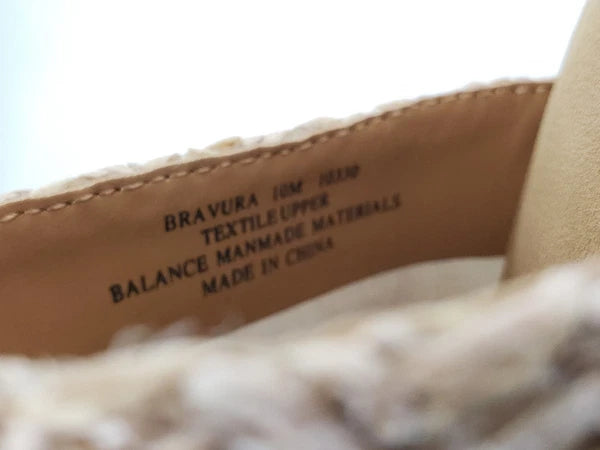 BRAVURA 10M 10330
TEXTILE UPPER
BALANCE MANMADE MATERIALS
MADE IN CHINA